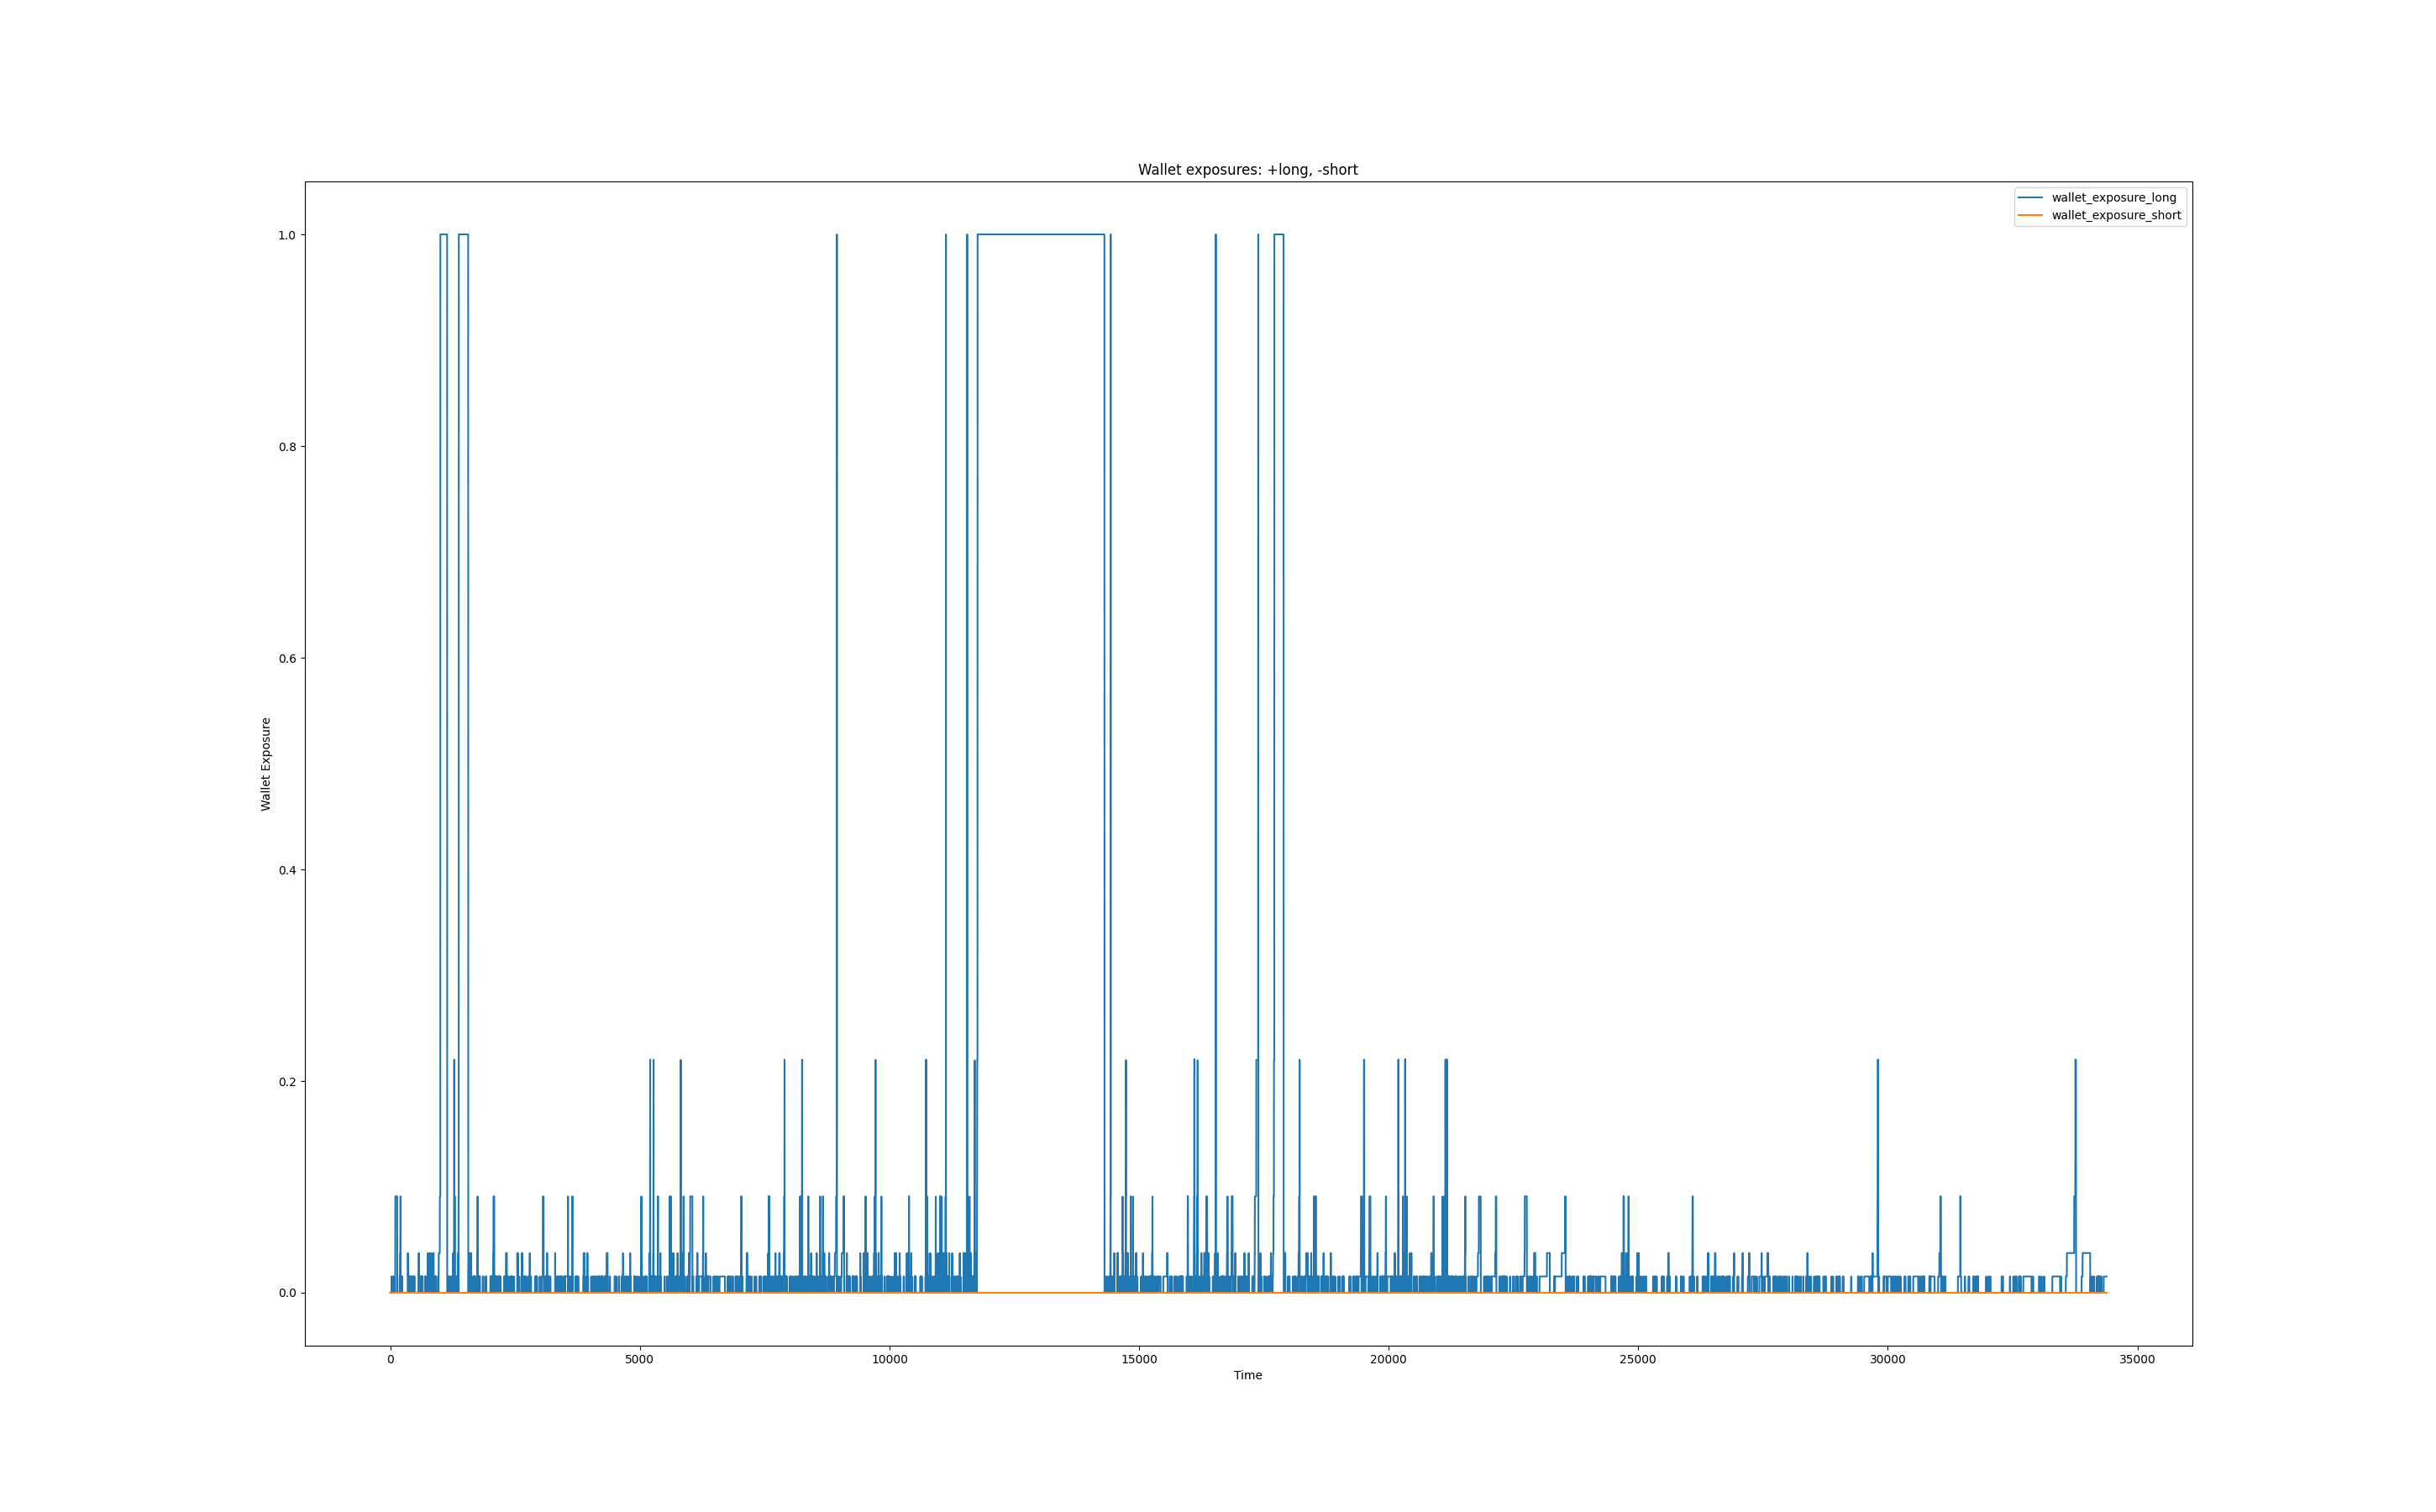 Wallet exposures: +long, -short
wallet_exposure_long
wallet_exposure_short
1.0
0.8
0.6
0.4
0.2
0.0
Wallet Exposure
0 5000 10000 15000 20000 25000 30000 35000
Time